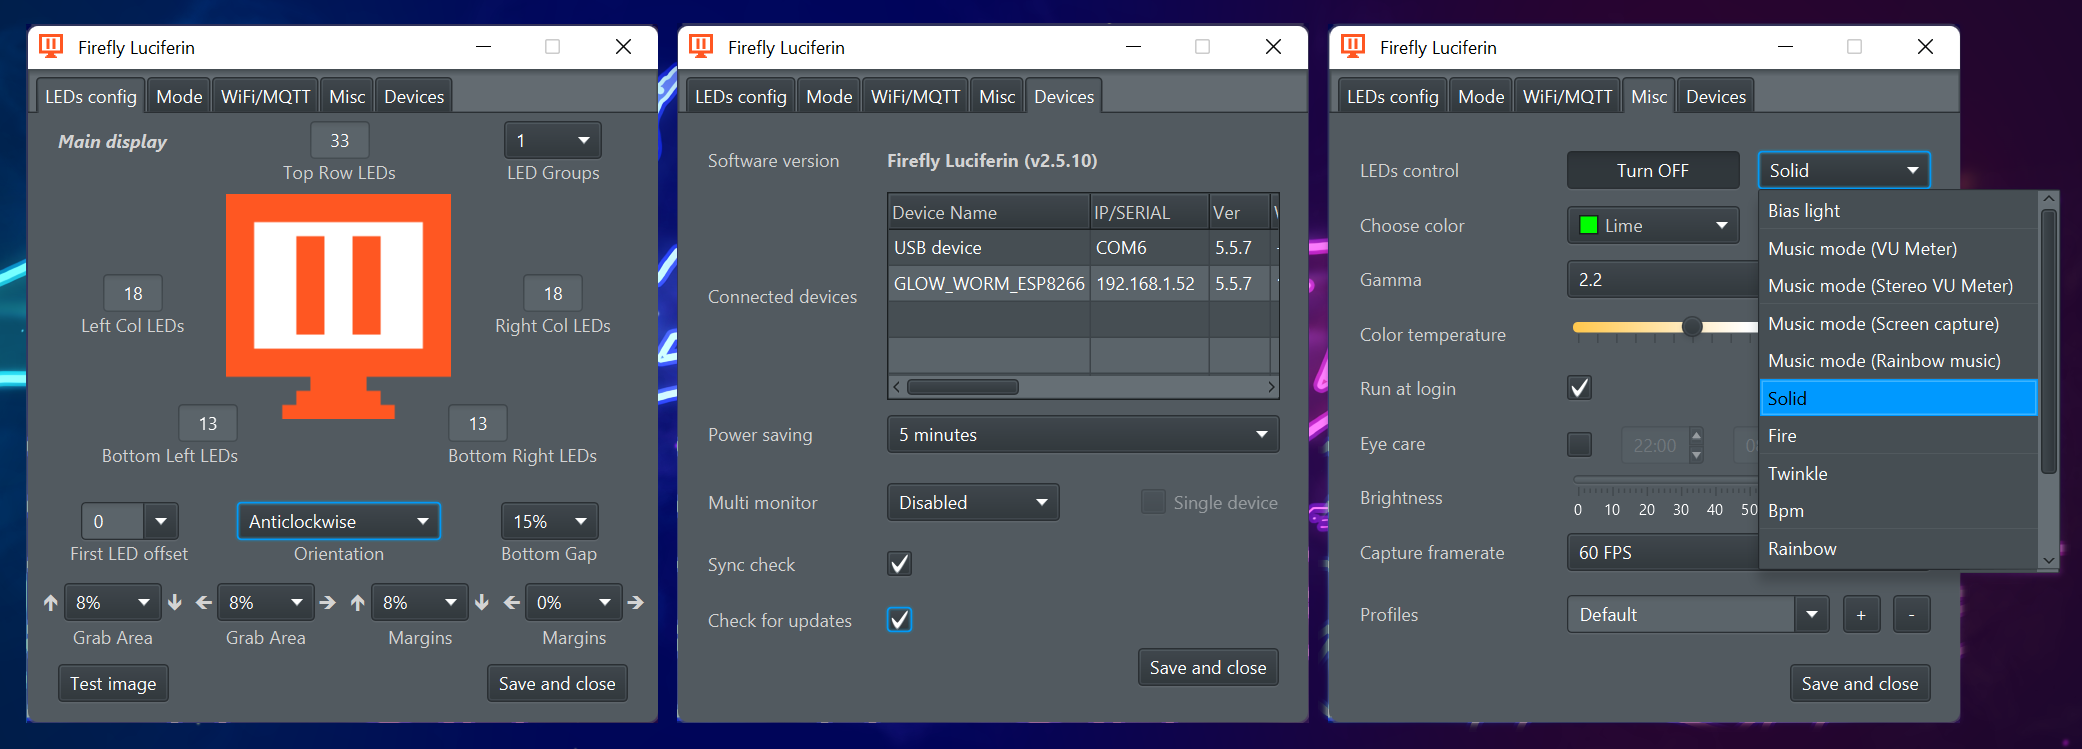 Firefly Luciferin
LEDs config Mode WiFi/MQTT Misc Devices
Main display
33
Top Row LEDs
1
LED Groups
18
Left Col LEDs
18
Right Col LEDs
13
Bottom Left LEDs
13
Bottom Right LEDs
0
First LED offset
Anticlockwise
Orientation
15%
Bottom Gap
8%
Grab Area
8%
Grab Area
8%
Margins
0%
Margins
Test image
Save and close
Firefly Luciferin
LEDs config Mode WiFi/MQTT Misc Devices
Software version Firefly Luciferin (v2.5.10)
Connected devices
Device Name IP/SERIAL Ver
USB device COM6 5.5.7
GLOW_WORM_ESP8266 192.168.1.52 5.5.7
Power saving 5 minutes
Multi monitor Disabled Single device
Sync check
Check for updates
Save and close
Firefly Luciferin
LEDs config Mode WiFi/MQTT Misc Devices
LEDs control Turn OFF Solid
Choose color Lime
Gamma 2.2
Color temperature
Run at login
Eye care 22:00
Brightness
0 10 20 30 40 50
Capture framerate 60 FPS
Profiles Default + -
Save and close
Bias light
Music mode (VU Meter)
Music mode (Stereo VU Meter)
Music mode (Screen capture)
Music mode (Rainbow music)
Solid
Fire
Twinkle
Bpm
Rainbow